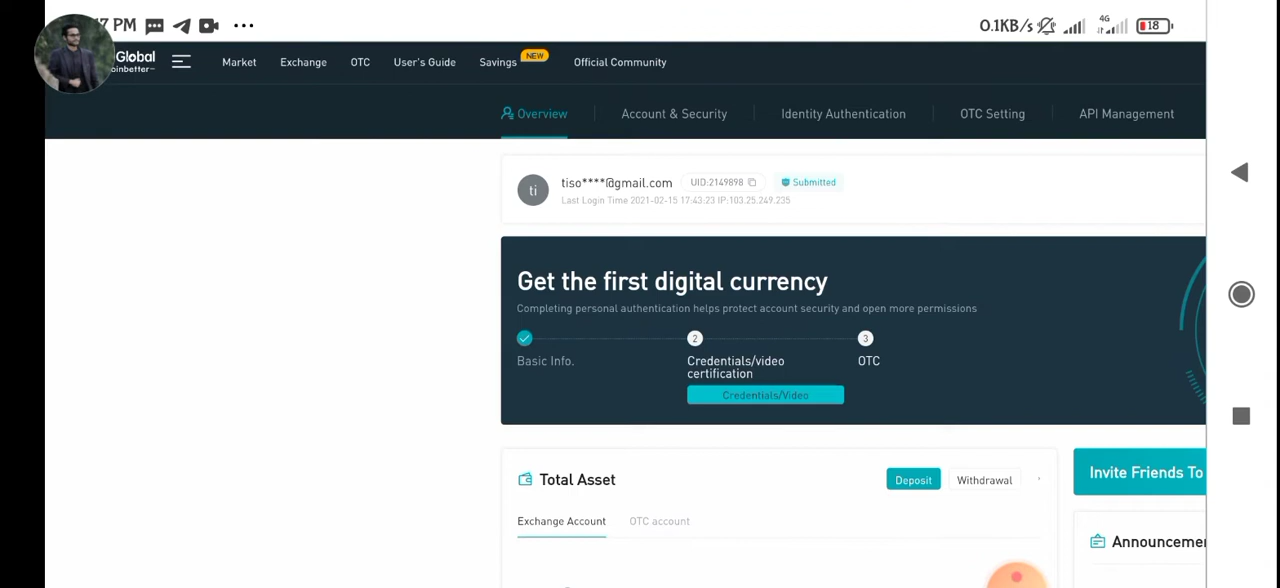 7 PM ... 0.1KB/s 4G 18
Global
oinbetter
Market Exchange OTC User's Guide Savings NEW Official Community
Overview Account & Security Identity Authentication OTC Setting API Management
ti tiso****@gmail.com UID:2149898 Submitted
Last Login Time 2021-02-15 17:43:23 IP:103.25.249.235
Get the first digital currency
Completing personal authentication helps protect account security and open more permissions
2 3
Basic Info. Credentials/video certification OTC
Credentials/Video
Total Asset Deposit Withdrawal Invite Friends To
Exchange Account OTC account
Announcemer